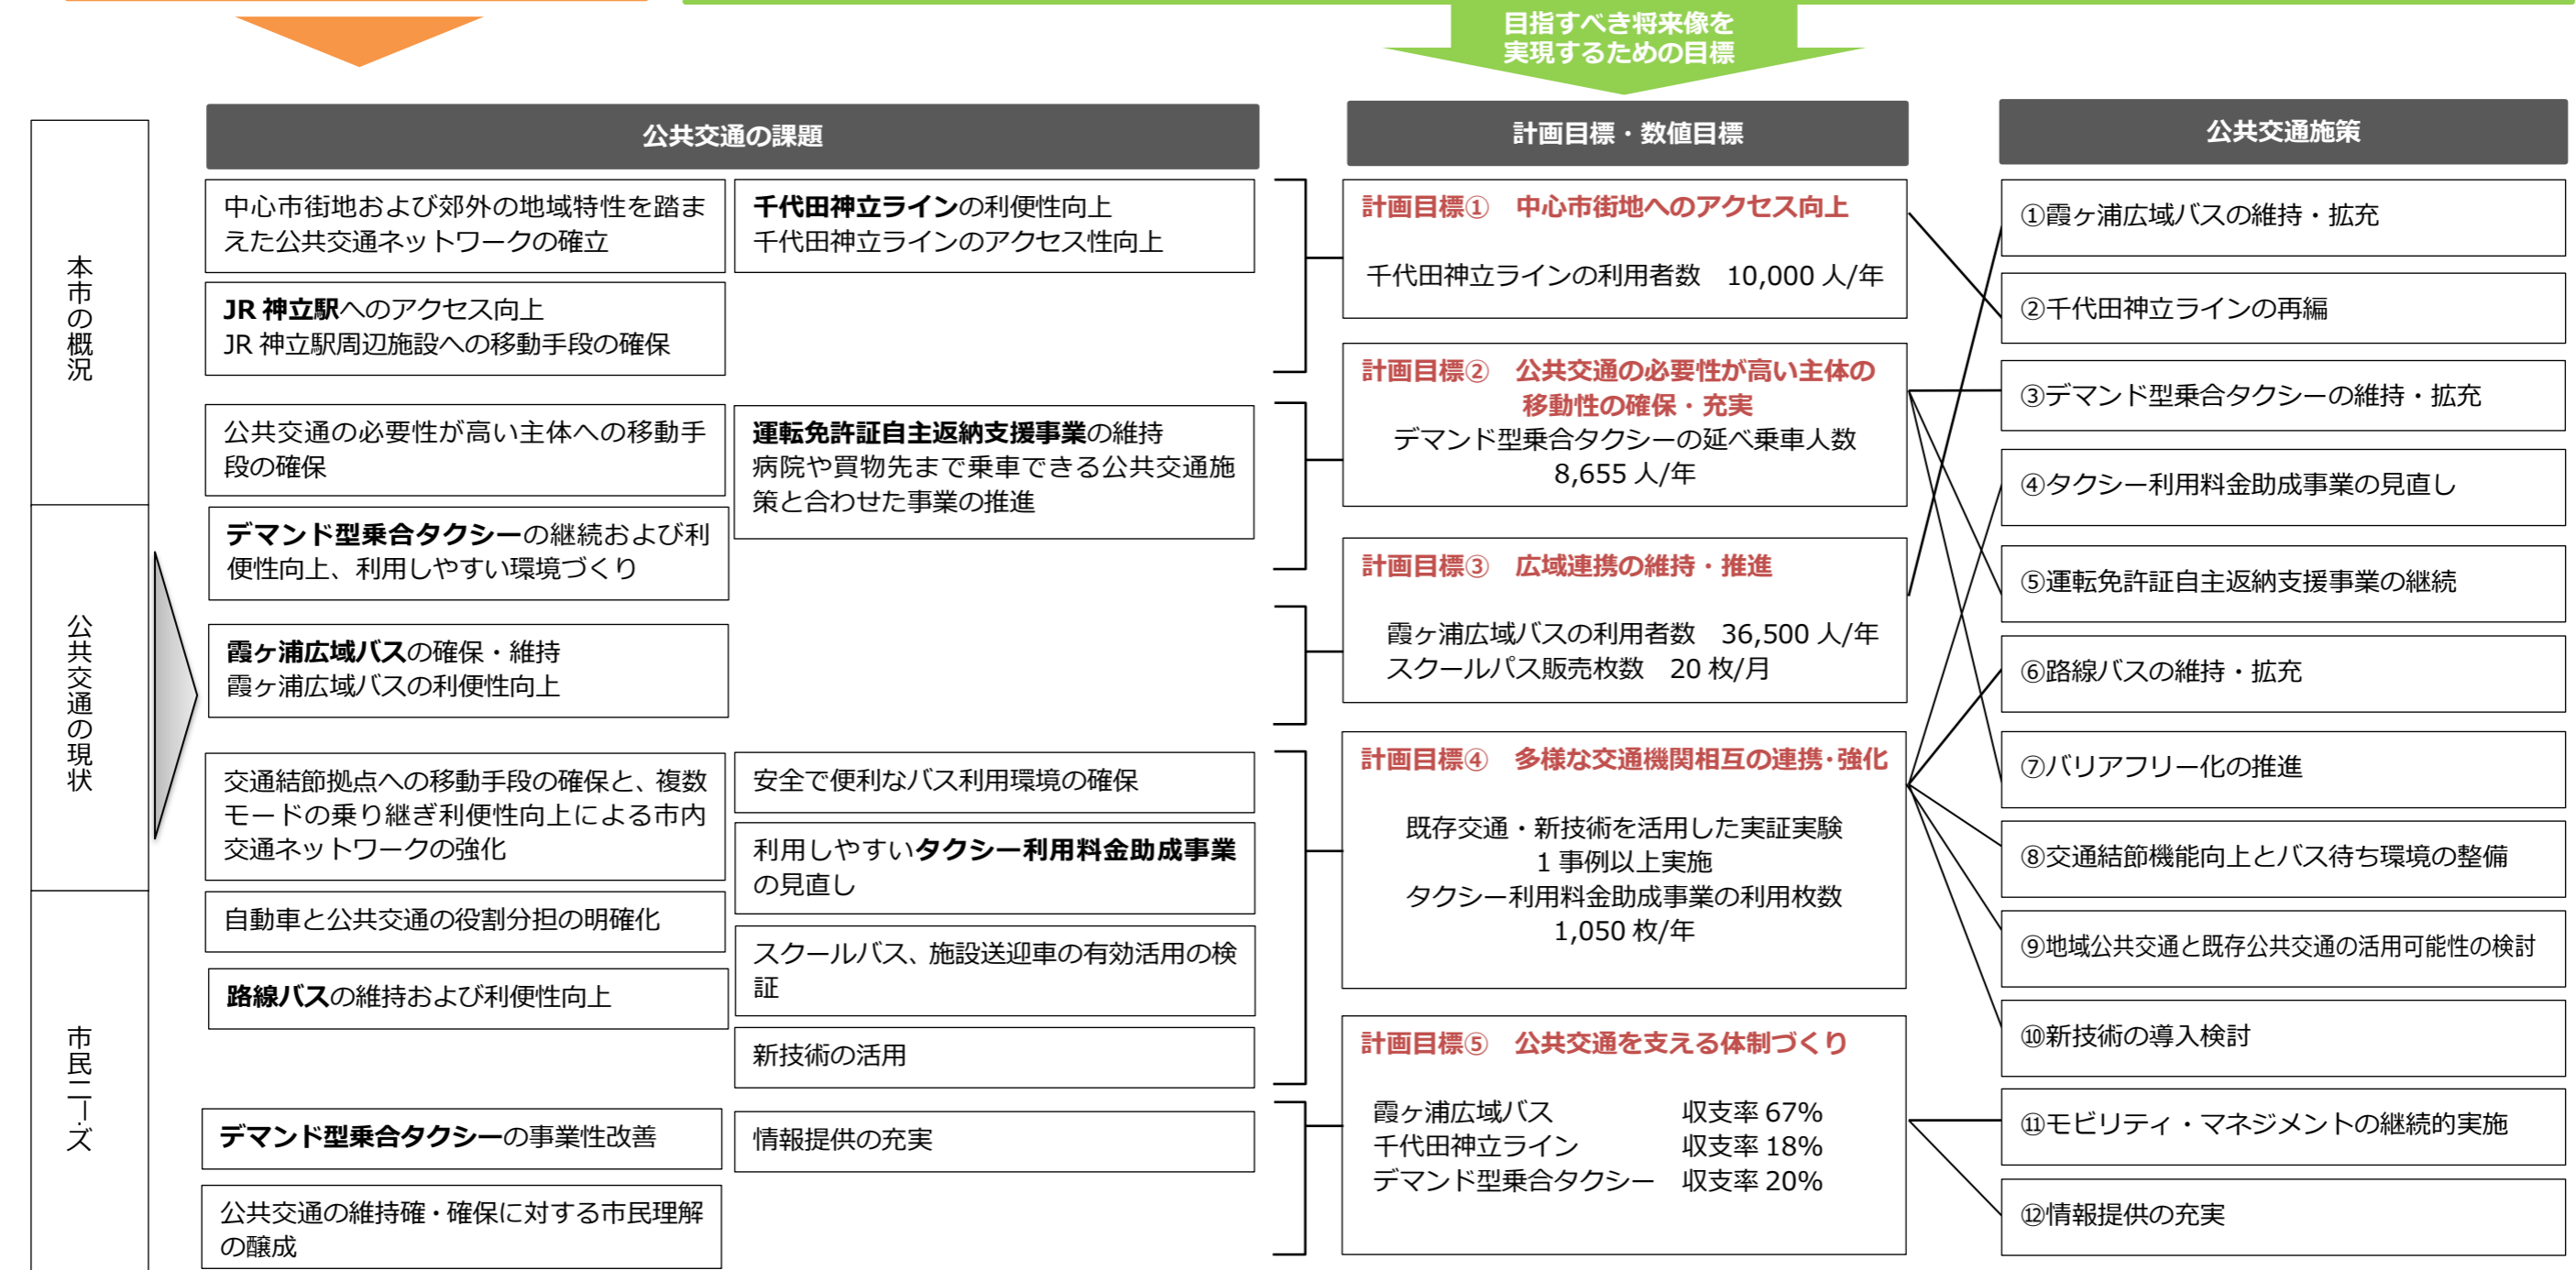 目指すべき将来像を
実現するための目標
本市の概況
公共交通の現状
市民ニーズ
公共交通の課題
中心市街地および郊外の地域特性を踏ま
えた公共交通ネットワークの確立
千代田神立ラインの利便性向上
千代田神立ラインのアクセス性向上
JR 神立駅へのアクセス向上
JR 神立駅周辺施設への移動手段の確保
公共交通の必要性が高い主体への移動手
段の確保
運転免許証自主返納支援事業の維持
病院や買物先まで乗車できる公共交通施
策と合わせた事業の推進
デマンド型乗合タクシーの継続および利
便性向上、利用しやすい環境づくり
霞ヶ浦広域バスの確保・維持
霞ヶ浦広域バスの利便性向上
交通結節拠点への移動手段の確保と、複数
モードの乗り継ぎ利便性向上による市内
交通ネットワークの強化
安全で便利なバス利用環境の確保
利用しやすいタクシー利用料金助成事業
の見直し
自動車と公共交通の役割分担の明確化
スクールバス、施設送迎車の有効活用の検
証
路線バスの維持および利便性向上
新技術の活用
デマンド型乗合タクシーの事業性改善
情報提供の充実
公共交通の維持確・確保に対する市民理解
の醸成
計画目標・数値目標
計画目標① 中心市街地へのアクセス向上
千代田神立ラインの利用者数 10,000 人/年
計画目標② 公共交通の必要性が高い主体の
移動性の確保・充実
デマンド型乗合タクシーの延べ乗車人数
8,655 人/年
計画目標③ 広域連携の維持・推進
霞ヶ浦広域バスの利用者数 36,500 人/年
スクールパス販売枚数 20 枚/月
計画目標④ 多様な交通機関相互の連携・強化
既存交通・新技術を活用した実証実験
1 事例以上実施
タクシー利用料金助成事業の利用枚数
1,050 枚/年
計画目標⑤ 公共交通を支える体制づくり
霞ヶ浦広域バス 収支率 67%
千代田神立ライン 収支率 18%
デマンド型乗合タクシー 収支率 20%
公共交通施策
①霞ヶ浦広域バスの維持・拡充
②千代田神立ラインの再編
③デマンド型乗合タクシーの維持・拡充
④タクシー利用料金助成事業の見直し
⑤運転免許証自主返納支援事業の継続
⑥路線バスの維持・拡充
⑦バリアフリー化の推進
⑧交通結節機能向上とバス待ち環境の整備
⑨地域公共交通と既存公共交通の活用可能性の検討
⑩新技術の導入検討
⑪モビリティ・マネジメントの継続的実施
⑫情報提供の充実